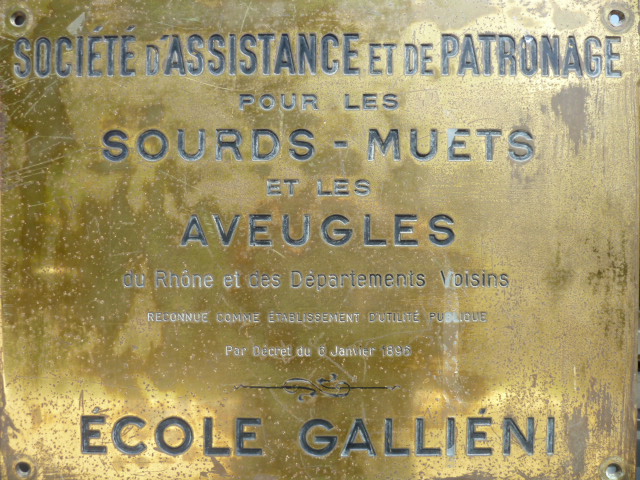 SOCIÉTÉ D'ASSISTANCE ET DE PATRONAGE
POUR LES
SOURDS - MUETS
ET LES
AVEUGLES
du Rhône et des Départements Voisins
RECONNUE COMME ÉTABLISSEMENT D'UTILITÉ PUBLIQUE
Par Décret du 6 Janvier 1896
ÉCOLE GALLIÉNI